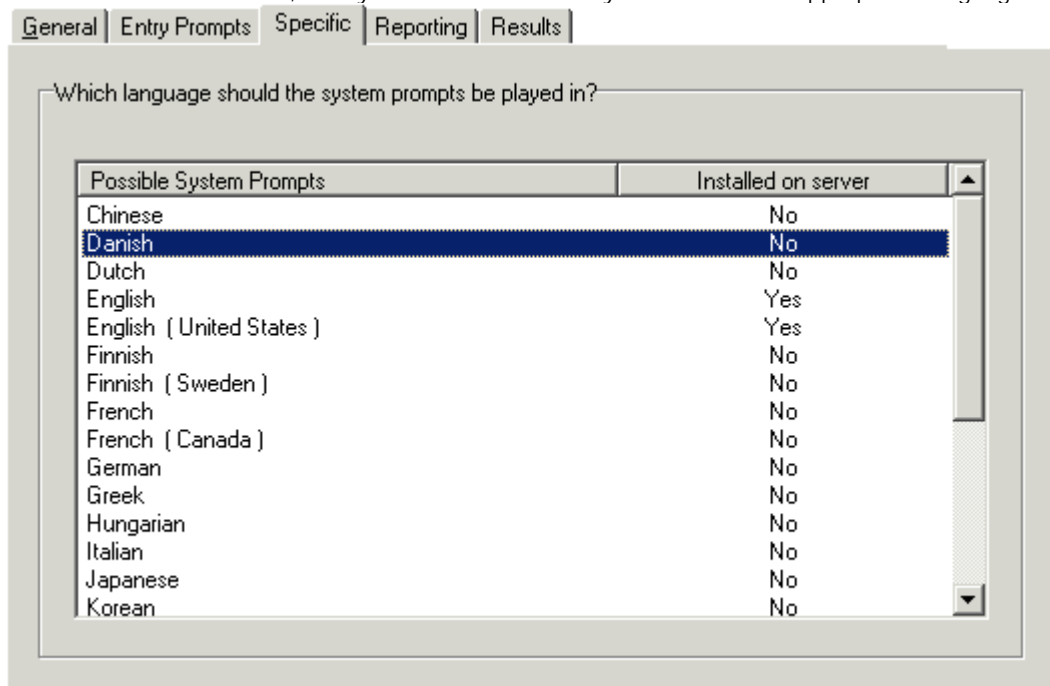 General Entry Prompts Specific Reporting Results
Which language should the system prompts be played in?
Possible System Prompts Installed on server
Chinese No
Danish No
Dutch No
English Yes
English ( United States ) Yes
Finnish No
Finnish ( Sweden ) No
French No
French ( Canada ) No
German No
Greek No
Hungarian No
Italian No
Japanese No
Korean No